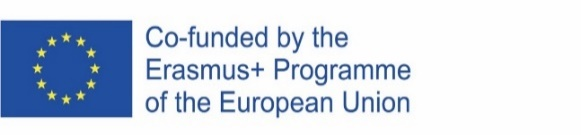 Co-funded by the
Erasmus+ Programme
of the European Union